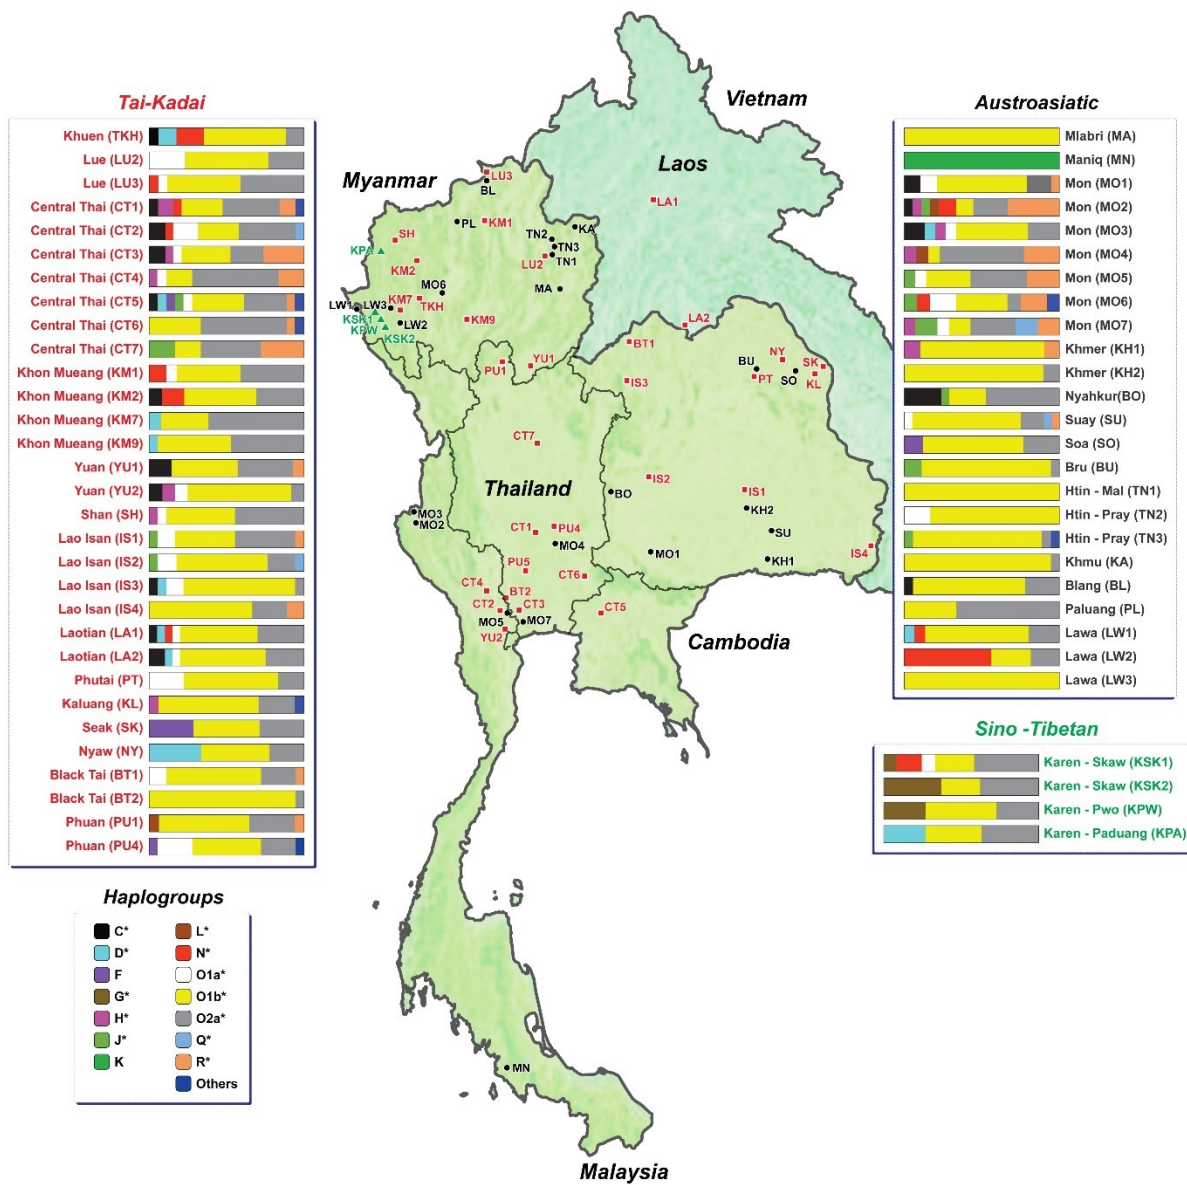 Tai-Kadai
Khuen (TKH)
Lue (LU2)
Lue (LU3)
Central Thai (CT1)
Central Thai (CT2)
Central Thai (CT3)
Central Thai (CT4)
Central Thai (CT5)
Central Thai (CT6)
Central Thai (CT7)
Khon Mueang (KM1)
Khon Mueang (KM2)
Khon Mueang (KM7)
Khon Mueang (KM9)
Yuan (YU1)
Yuan (YU2)
Shan (SH)
Lao Isan (IS1)
Lao Isan (IS2)
Lao Isan (IS3)
Lao Isan (IS4)
Laotian (LA1)
Laotian (LA2)
Phutai (PT)
Kaluang (KL)
Seak (SK)
Nyaw (NY)
Black Tai (BT1)
Black Tai (BT2)
Phuan (PU1)
Phuan (PU4)
Haplogroups
C*
D*
F
G*
H*
J*
K
L*
N*
O1a*
O1b*
O2a*
Q*
R*
Others
Vietnam
Laos
Myanmar
Thailand
Cambodia
Malaysia
LU3
BL
LA1
PL
KM1
KA
SH
TN2
TN3
TN1
KPA
LU2
KM2
MO6
MA
LW1
LW3
KM7
TKH
KSK1
KPW
LW2
KSK2
KM9
LA2
BT1
YU1
PU1
BU
NY
SK
PT
SO
KL
IS3
CT7
IS2
BO
IS1
KH2
MO3
MO2
CT1
PU4
MO4
SU
MO1
KH1
IS4
PU5
CT6
CT4
BT2
CT2
CT3
CT5
MO5
MO7
YU2
MN
Austroasiatic
Mlabri (MA)
Maniq (MN)
Mon (MO1)
Mon (MO2)
Mon (MO3)
Mon (MO4)
Mon (MO5)
Mon (MO6)
Mon (MO7)
Khmer (KH1)
Khmer (KH2)
Nyahkur(BO)
Suay (SU)
Soa (SO)
Bru (BU)
Htin - Mal (TN1)
Htin - Pray (TN2)
Htin - Pray (TN3)
Khmu (KA)
Blang (BL)
Paluang (PL)
Lawa (LW1)
Lawa (LW2)
Lawa (LW3)
Sino -Tibetan
Karen - Skaw (KSK1)
Karen - Skaw (KSK2)
Karen - Pwo (KPW)
Karen - Paduang (KPA)